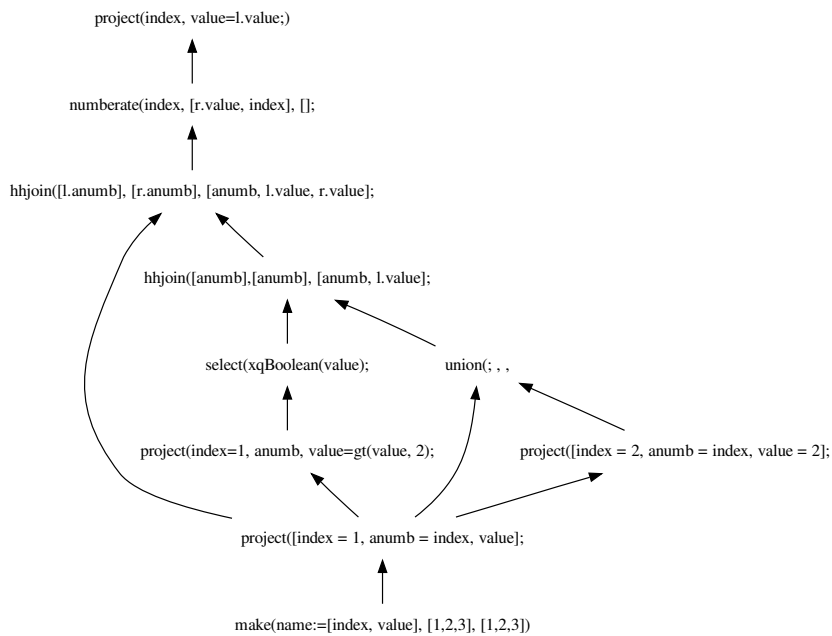 project(index, value=l.value;)
numberate(index, [r.value, index], [];
hhjoin([l.anumb], [r.anumb], [anumb, l.value, r.value];
hhjoin([anumb],[anumb], [anumb, l.value];
select(xqBoolean(value);
union(; , ,
project(index=1, anumb, value=gt(value, 2);
project([index = 2, anumb = index, value = 2];
project([index = 1, anumb = index, value];
make(name:=[index, value], [1,2,3], [1,2,3])